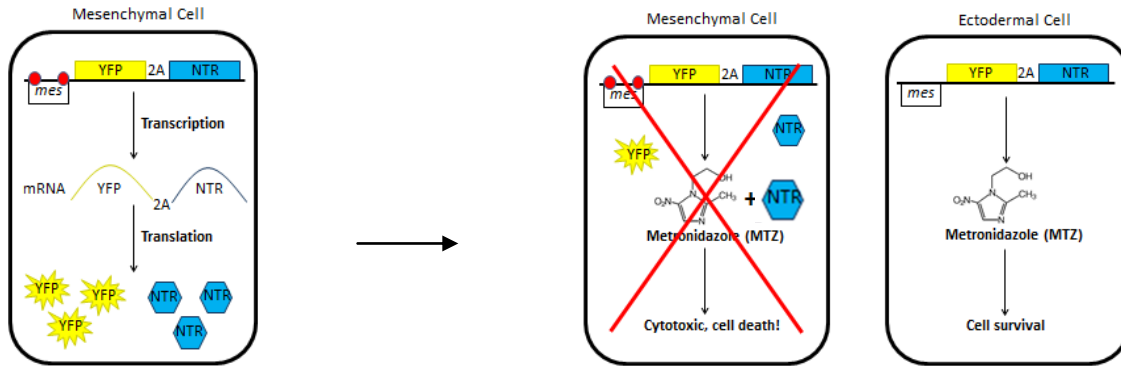 Mesenchymal Cell
YFP 2A NTR
mes
Transcription
mRNA YFP 2A NTR
Translation
YFP YFP YFP
NTR NTR NTR
Mesenchymal Cell
YFP 2A NTR
mes
YFP NTR
OH
N
O₂N CH₃
N
+ NTR
Metronidazole (MTZ)
Cytotoxic, cell death!
Ectodermal Cell
YFP 2A NTR
mes
OH
N
O₂N CH₃
N
Metronidazole (MTZ)
Cell survival